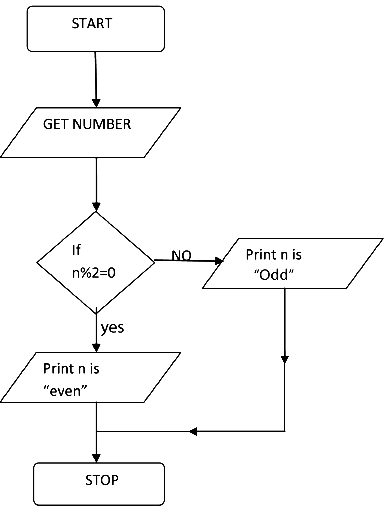 START
GET NUMBER
If
n%2=0
NO
Print n is
“Odd”
yes
Print n is
“even”
STOP